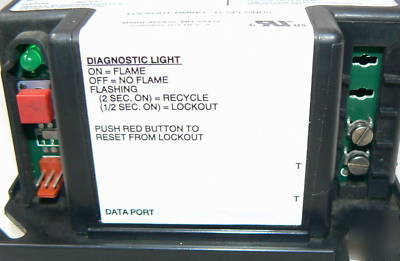 DIAGNOSTIC LIGHT
ON = FLAME
OFF = NO FLAME
FLASHING
(2 SEC. ON) = RECYCLE
(1/2 SEC. ON) = LOCKOUT
PUSH RED BUTTON TO
RESET FROM LOCKOUT
T
T
DATA PORT